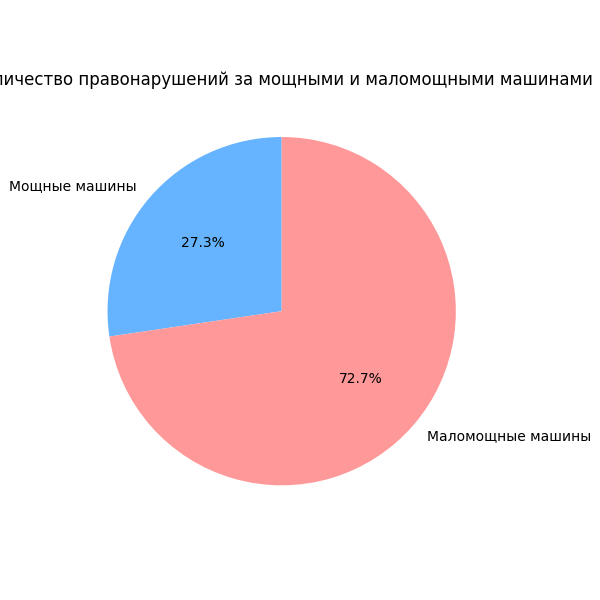 личество правонарушений за мощными и маломощными машинами
Мощные машины
27.3%
72.7%
Маломощные машины